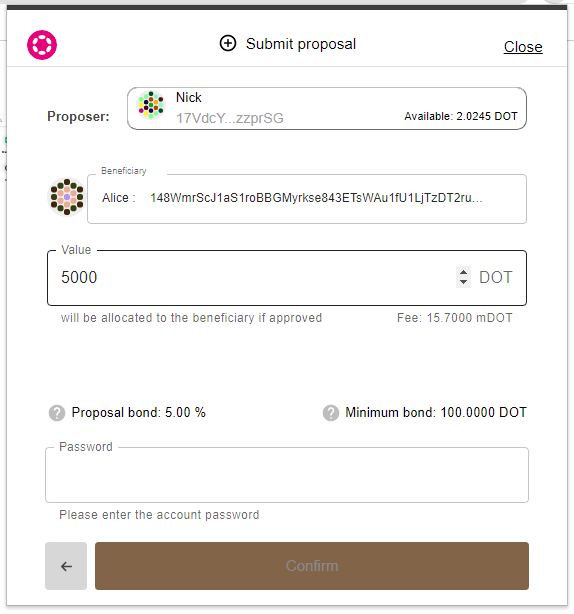 Submit proposal
Close
Proposer:
Nick
17VdcY...zzprSG
Available: 2.0245 DOT
Beneficiary
Alice : 148WmrScJ1aS1roBBGMyrkse843ETsWAu1fU1LjTzDT2ru...
Value
5000
DOT
will be allocated to the beneficiary if approved
Fee: 15.7000 mDOT
Proposal bond: 5.00 %
Minimum bond: 100.0000 DOT
Password
Please enter the account password
Confirm